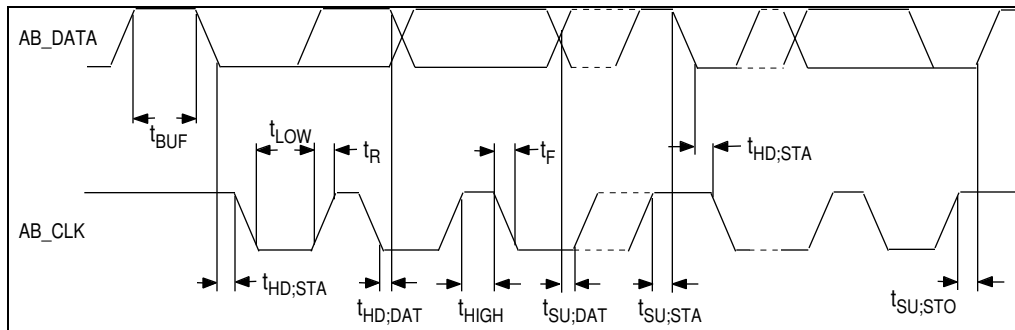 AB_DATA
tBUF
tLOW
tR
tF
tHD;STA
AB_CLK
tHD;STA
tHD;DAT
tHIGH
tSU;DAT
tSU;STA
tSU;STO